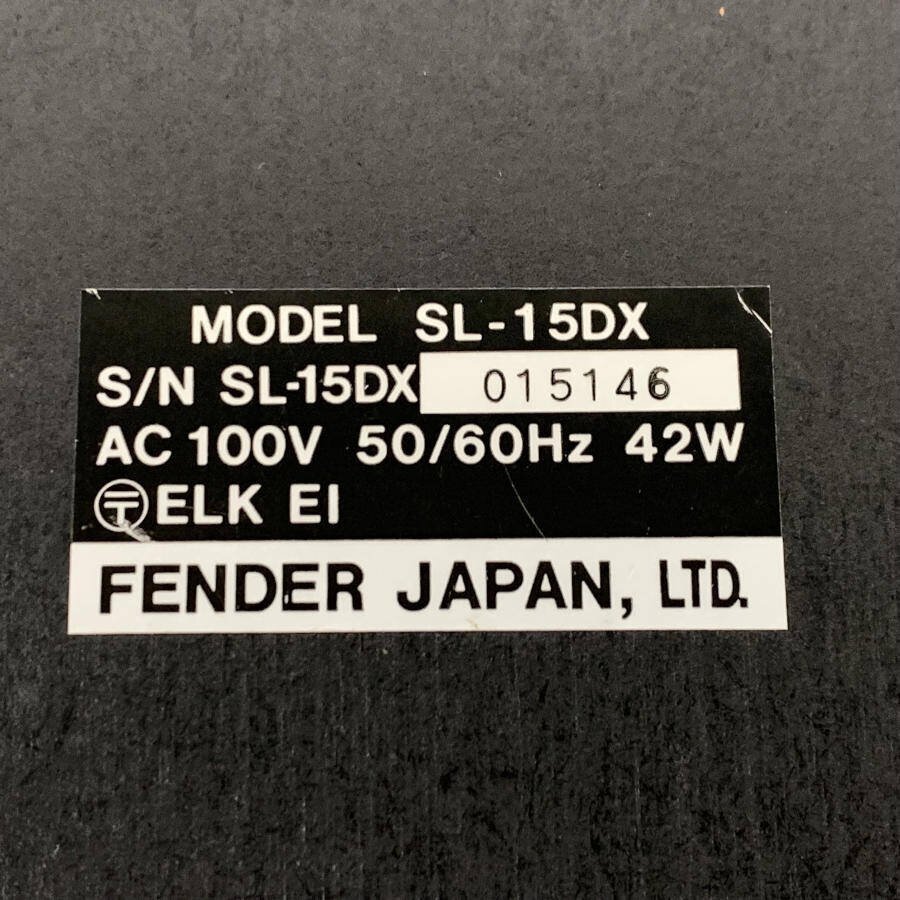 MODEL SL-15DX
S/N SL-15DX 015146
AC 100V 50/60Hz 42W
〶ELK EI
FENDER JAPAN, LTD.